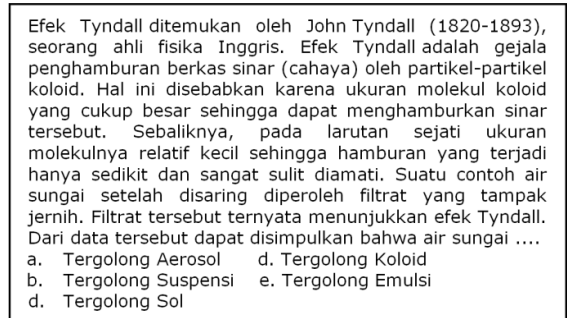 Efek Tyndall ditemukan oleh John Tyndall (1820-1893),
seorang ahli fisika Inggris. Efek Tyndall adalah gejala
penghamburan berkas sinar (cahaya) oleh partikel-partikel
koloid. Hal ini disebabkan karena ukuran molekul koloid
yang cukup besar sehingga dapat menghamburkan sinar
tersebut. Sebaliknya, pada larutan sejati ukuran
molekulnya relatif kecil sehingga hamburan yang terjadi
hanya sedikit dan sangat sulit diamati. Suatu contoh air
sungai setelah disaring diperoleh filtrat yang tampak
jernih. Filtrat tersebut ternyata menunjukkan efek Tyndall.
Dari data tersebut dapat disimpulkan bahwa air sungai ....
a. Tergolong Aerosol d. Tergolong Koloid
b. Tergolong Suspensi e. Tergolong Emulsi
d. Tergolong Sol